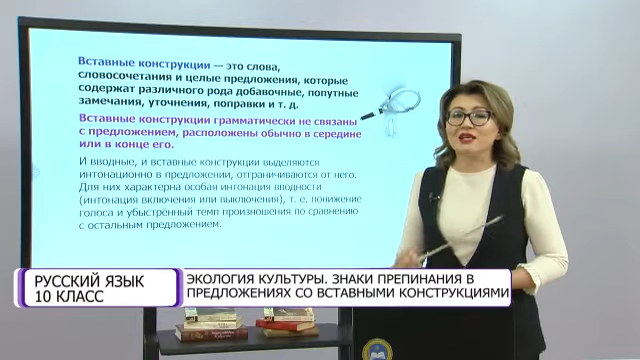 Вставные конструкции — это слова,
словосочетания и целые предложения, которые
содержат различного рода добавочные, попутные
замечания, уточнения, поправки и т. д.
Вставные конструкции грамматически не связаны
с предложением, расположены обычно в середине
или в конце его.
И вводные, и вставные конструкции выделяются
интонационно в предложении, отграничиваются от него.
Для них характерна особая интонация вводности
(интонация включения или выключения), т. е. понижение
голоса и убыстрённый темп произношения по сравнению
с остальным предложением.
РУССКИЙ ЯЗЫК
10 КЛАСС
ЭКОЛОГИЯ КУЛЬТУРЫ. ЗНАКИ ПРЕПИНАНИЯ В
ПРЕДЛОЖЕНИЯХ СО ВСТАВНЫМИ КОНСТРУКЦИЯМИ